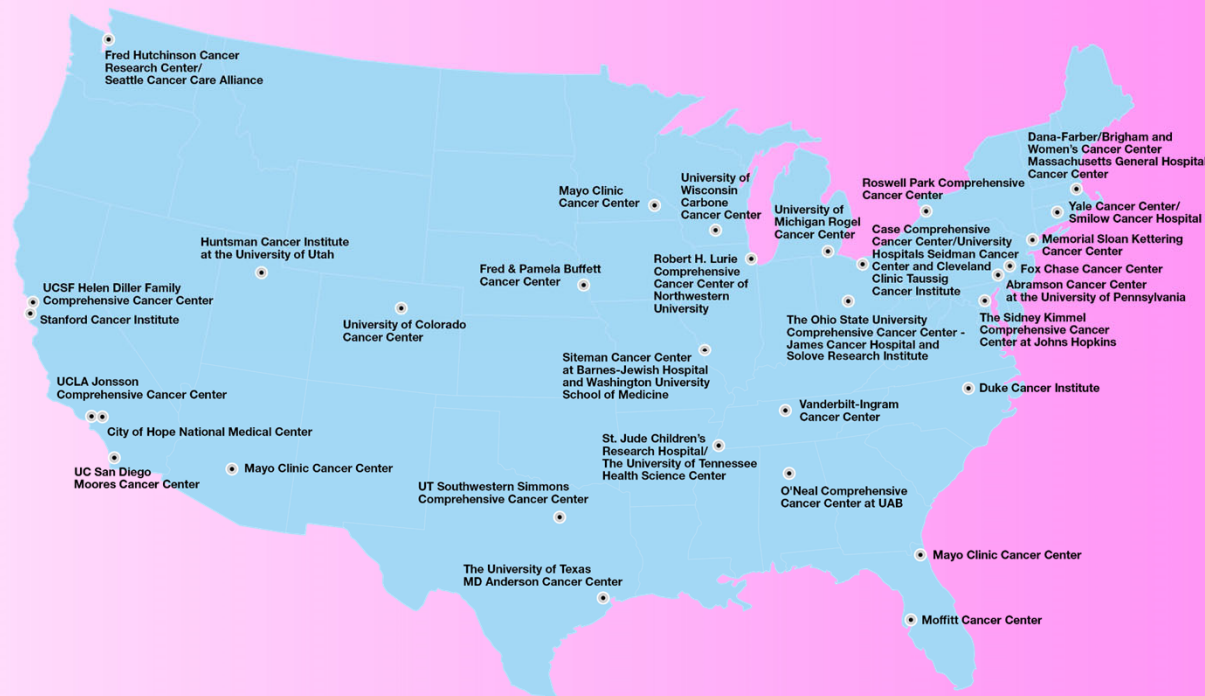 Fred Hutchinson Cancer
Research Center/
Seattle Cancer Care Alliance
Dana-Farber/Brigham and
Women's Cancer Center
Massachusetts General Hospital
Cancer Center
Mayo Clinic
Cancer Center
University of
Wisconsin
Carbone
Cancer Center
Roswell Park Comprehensive
Cancer Center
University of
Michigan Rogel
Cancer Center
Yale Cancer Center/
Smilow Cancer Hospital
Case Comprehensive
Cancer Center/University
Hospitals Seidman Cancer
Center and Cleveland
Clinic Taussig
Cancer Institute
Memorial Sloan Kettering
Cancer Center
Huntsman Cancer Institute
at the University of Utah
Fred & Pamela Buffett
Cancer Center
Robert H. Lurie
Comprehensive
Cancer Center of
Northwestern
University
Fox Chase Cancer Center
Abramson Cancer Center
at the University of Pennsylvania
UCSF Helen Diller Family
Comprehensive Cancer Center
Stanford Cancer Institute
University of Colorado
Cancer Center
The Ohio State University
Comprehensive Cancer Center -
James Cancer Hospital and
Solove Research Institute
The Sidney Kimmel
Comprehensive Cancer
Center at Johns Hopkins
Siteman Cancer Center
at Barnes-Jewish Hospital
and Washington University
School of Medicine
UCLA Jonsson
Comprehensive Cancer Center
Duke Cancer Institute
Vanderbilt-Ingram
Cancer Center
City of Hope National Medical Center
St. Jude Children's
Research Hospital/
The University of Tennessee
Health Science Center
UC San Diego
Moores Cancer Center
Mayo Clinic Cancer Center
UT Southwestern Simmons
Comprehensive Cancer Center
O'Neal Comprehensive
Cancer Center at UAB
Mayo Clinic Cancer Center
The University of Texas
MD Anderson Cancer Center
Moffitt Cancer Center